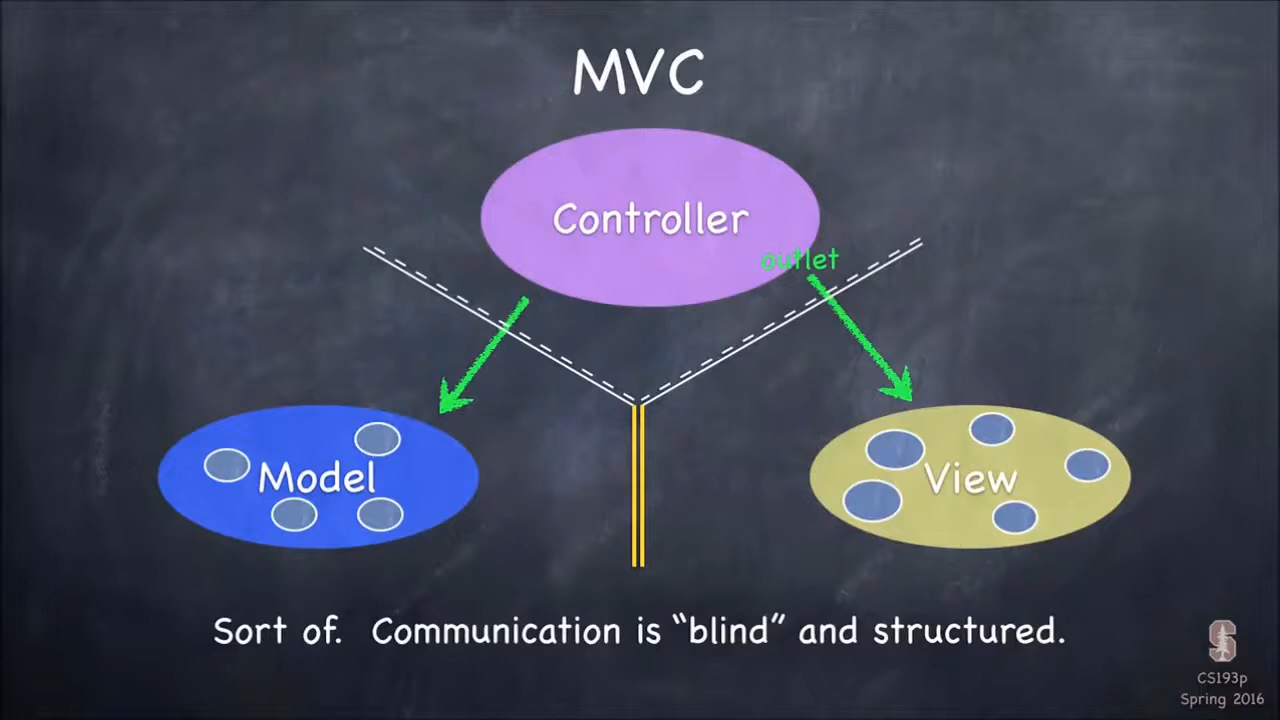 MVC
Controller
outlet
Model
View
Sort of. Communication is “blind” and structured.
S
CS193p
Spring 2016